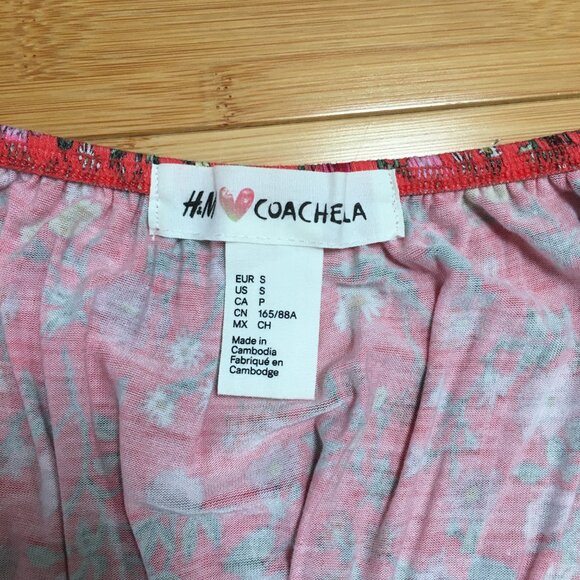 H&M COACHELA
EUR S
US S
CA P
CN 165/88A
MX CH
Made in
Cambodia
Fabriqué en
Cambodge